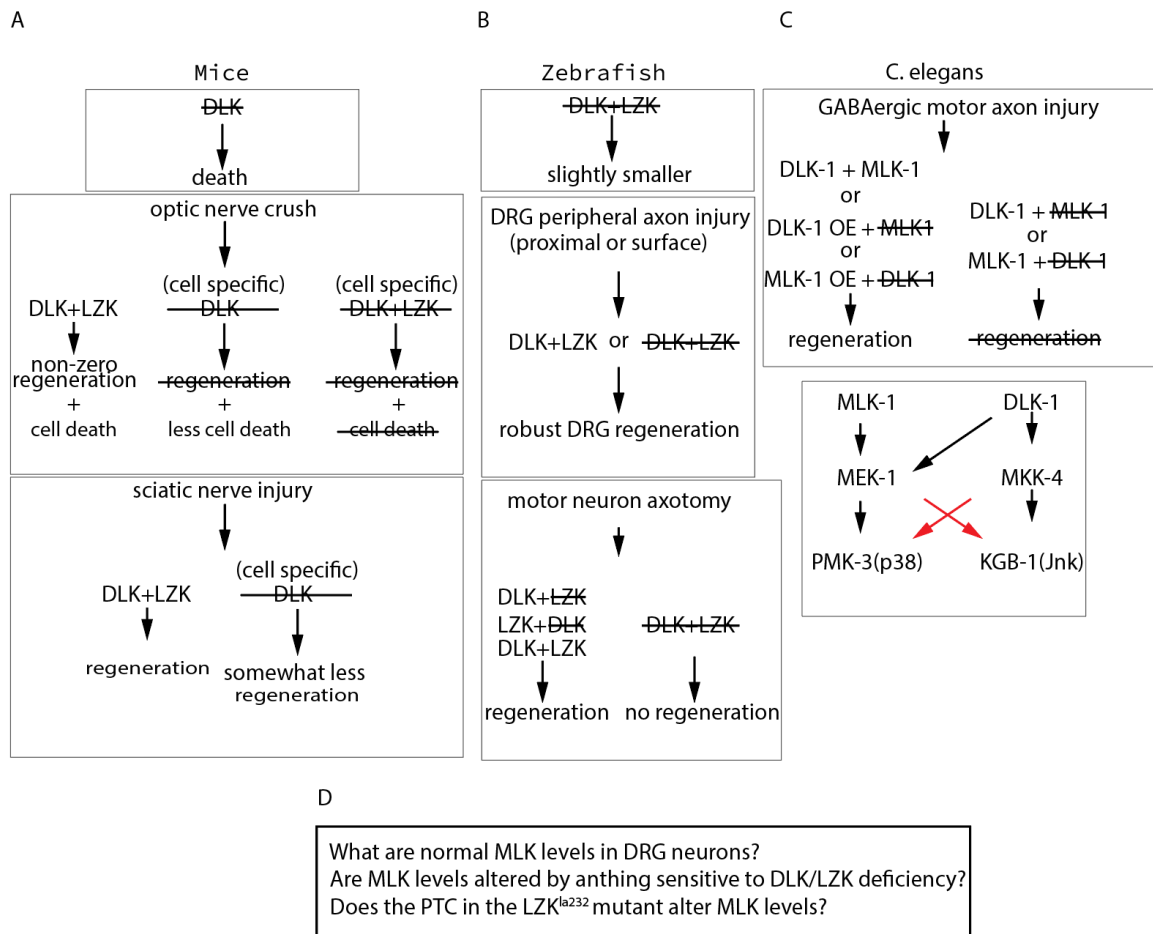 A
Mice
DLK
death
optic nerve crush
(cell specific)
(cell specific)
DLK+LZK
DLK
DLK+LZK
non-zero
regeneration
regeneration
regeneration
+
+
+
cell death
less cell death
cell death
sciatic nerve injury
(cell specific)
DLK+LZK
DLK
regeneration
somewhat less
regeneration
B
Zebrafish
DLK+LZK
slightly smaller
DRG peripheral axon injury
(proximal or surface)
DLK+LZK or DLK+LZK
robust DRG regeneration
motor neuron axotomy
DLK+LZK
LZK+DLK
DLK+LZK
DLK+LZK
regeneration
no regeneration
C
C. elegans
GABAergic motor axon injury
DLK-1 + MLK-1
or
DLK-1 OE + MLK1
or
MLK-1 OE + DLK-1
regeneration
DLK-1 + MLK-1
or
MLK-1 + DLK-1
regeneration
MLK-1
DLK-1
MEK-1
MKK-4
PMK-3(p38)
KGB-1(Jnk)
D
What are normal MLK levels in DRG neurons?
Are MLK levels altered by anthing sensitive to DLK/LZK deficiency?
Does the PTC in the LZK^la232 mutant alter MLK levels?